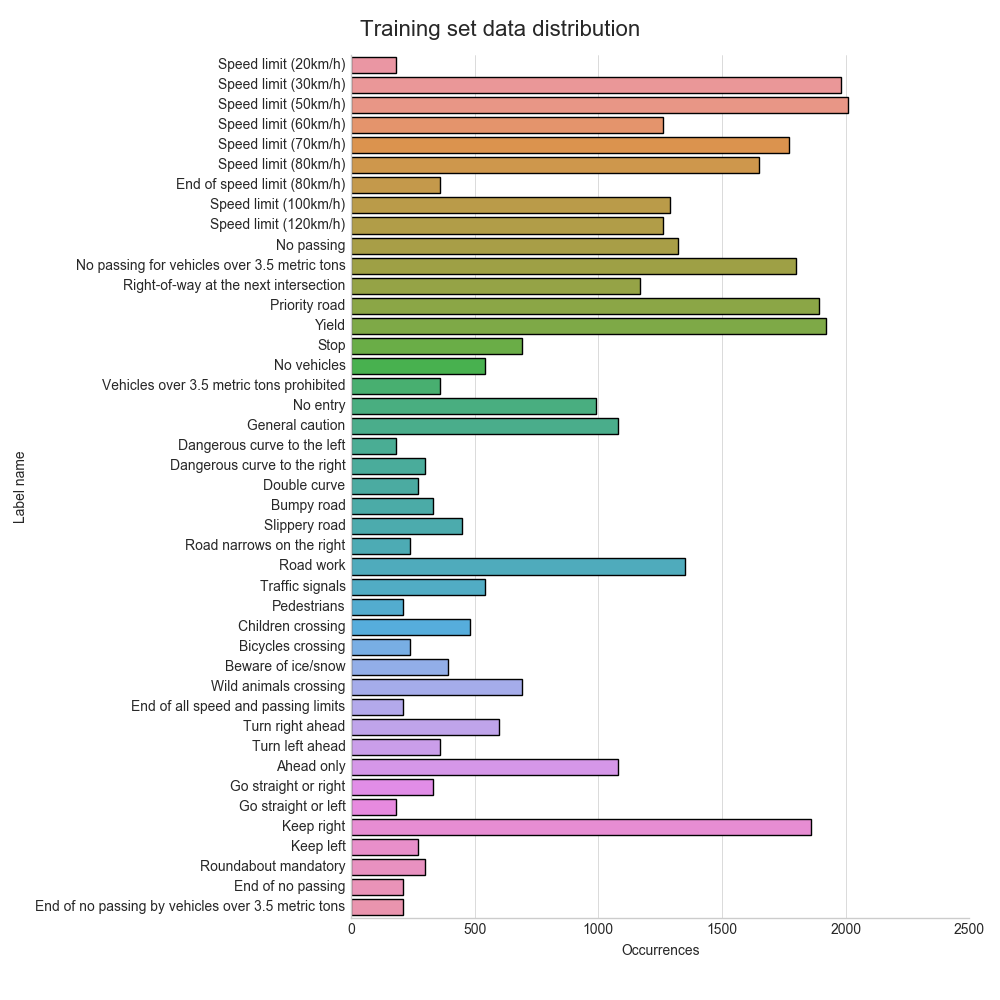 Training set data distribution
Speed limit (20km/h)
Speed limit (30km/h)
Speed limit (50km/h)
Speed limit (60km/h)
Speed limit (70km/h)
Speed limit (80km/h)
End of speed limit (80km/h)
Speed limit (100km/h)
Speed limit (120km/h)
No passing
No passing for vehicles over 3.5 metric tons
Right-of-way at the next intersection
Priority road
Yield
Stop
No vehicles
Vehicles over 3.5 metric tons prohibited
No entry
General caution
Dangerous curve to the left
Dangerous curve to the right
Double curve
Bumpy road
Slippery road
Road narrows on the right
Road work
Traffic signals
Pedestrians
Children crossing
Bicycles crossing
Beware of ice/snow
Wild animals crossing
End of all speed and passing limits
Turn right ahead
Turn left ahead
Ahead only
Go straight or right
Go straight or left
Keep right
Keep left
Roundabout mandatory
End of no passing
End of no passing by vehicles over 3.5 metric tons
Label name
0 500 1000 1500 2000 2500
Occurrences